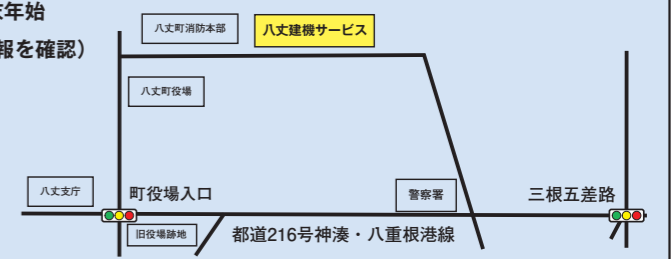 末年始
報を確認）
八丈町消防本部
八丈建機サービス
八丈町役場
八丈支庁
町役場入口
警察署
三根五差路
旧役場跡地
都道216号神湊・八重根港線